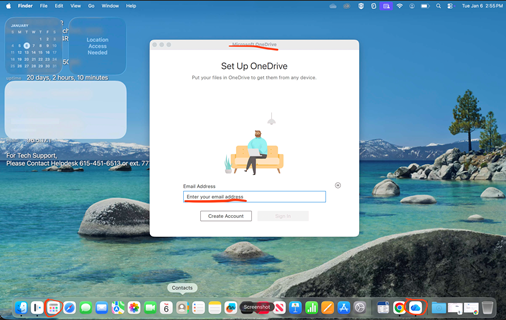 Finder File Edit View Go Window Help
Tue Jan 6 2:55 PM
JANUARY
Location
Access
Needed
20 days, 2 hours, 10 minutes
For Tech Support,
Please Contact Helpdesk 615-451-6513 or ext. 77
Microsoft OneDrive
Set Up OneDrive
Put your files in OneDrive to get them from any device.
Email Address
Enter your email address
Create Account
Sign In
Contacts
6
Screenshot